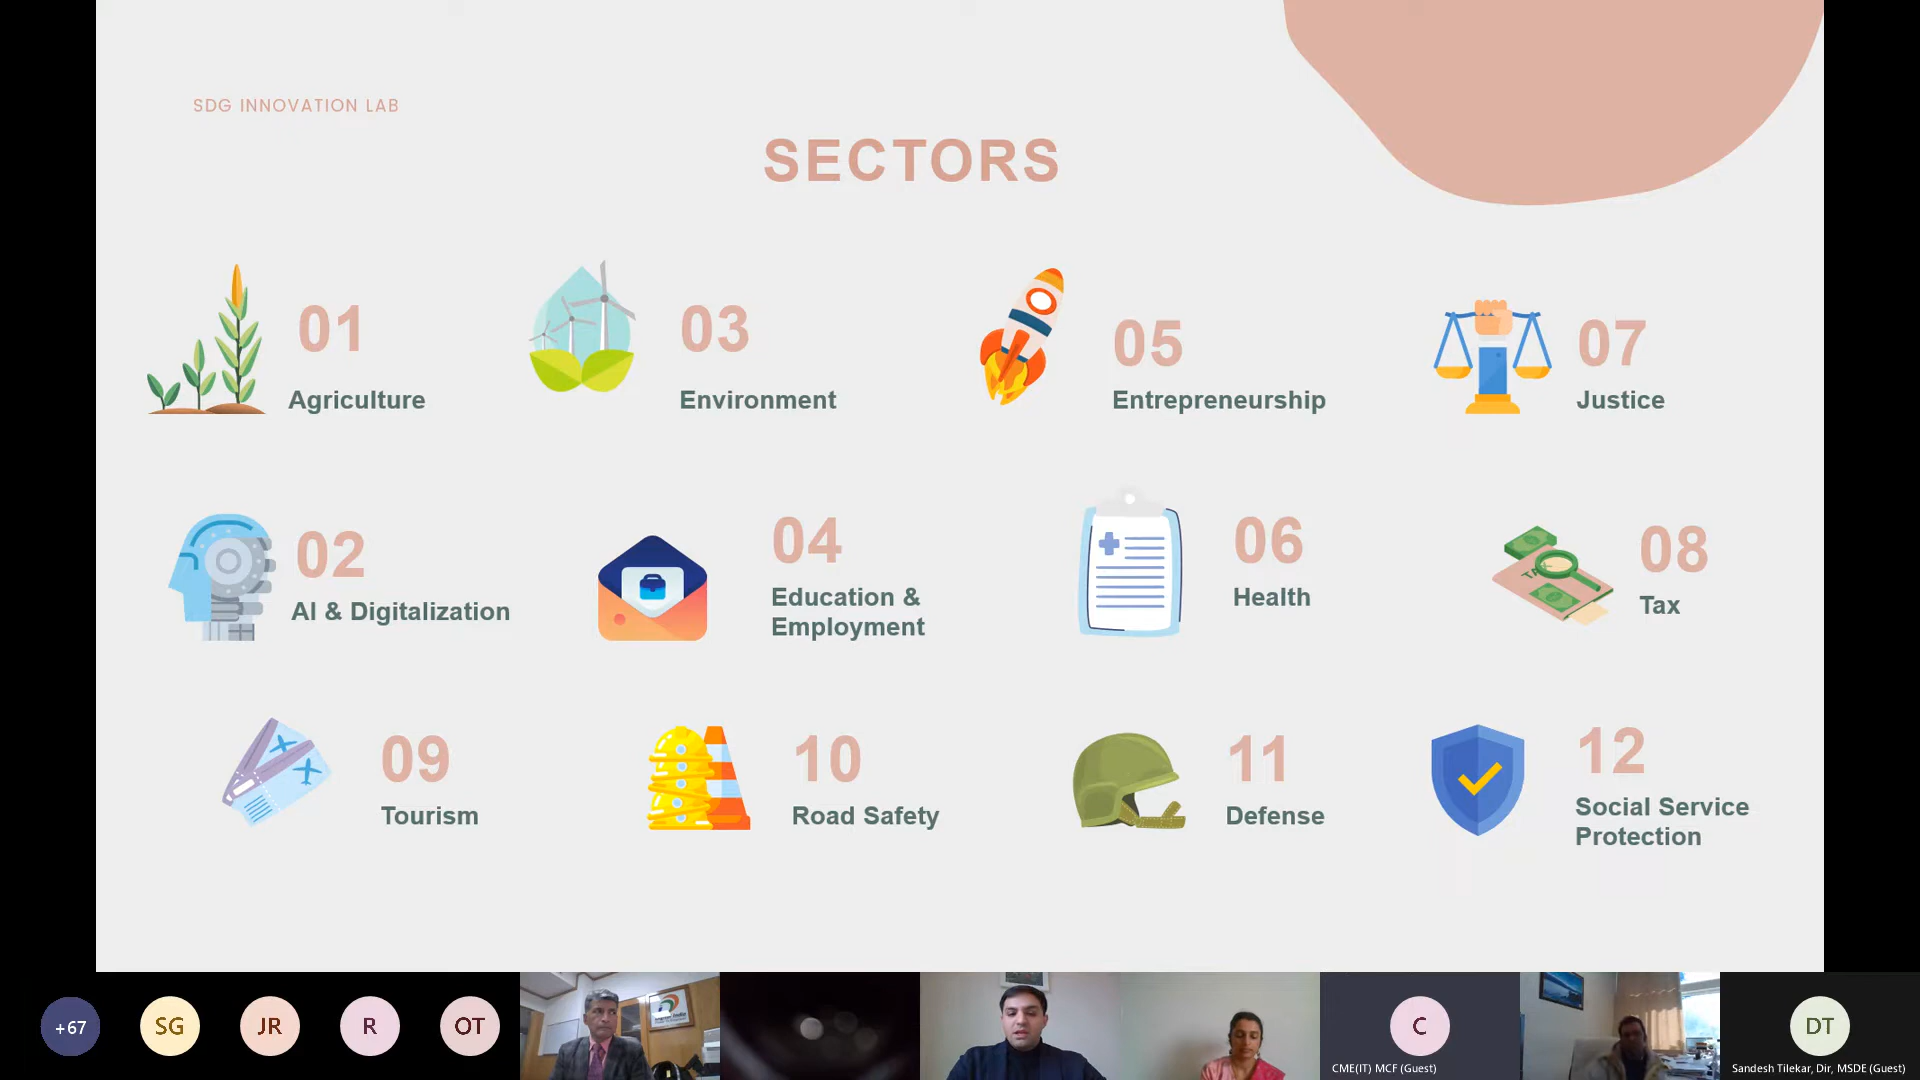 SDG INNOVATION LAB
SECTORS
01
Agriculture
03
Environment
05
Entrepreneurship
07
Justice
02
AI & Digitalization
04
Education &
Employment
06
Health
08
Tax
09
Tourism
10
Road Safety
11
Defense
12
Social Service
Protection
+67
SG
JR
R
OT
C
CME(IT) MCF (Guest)
DT
Sandesh Tilekar, Dir, MSDE (Guest)